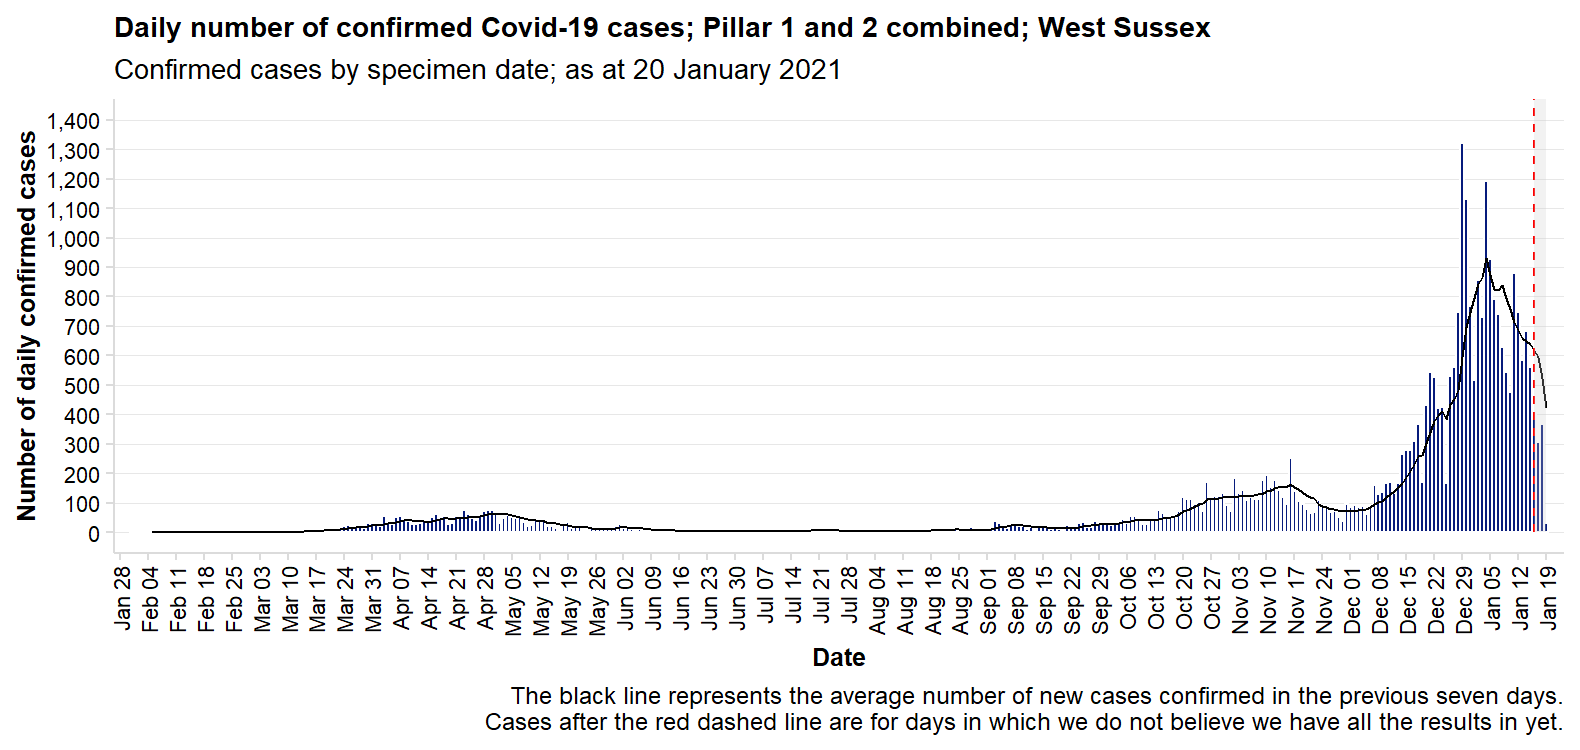 Daily number of confirmed Covid-19 cases; Pillar 1 and 2 combined; West Sussex
Confirmed cases by specimen date; as at 20 January 2021
Number of daily confirmed cases
1,400
1,300
1,200
1,100
1,000
900
800
700
600
500
400
300
200
100
0
Jan 28
Feb 04
Feb 11
Feb 18
Feb 25
Mar 03
Mar 10
Mar 17
Mar 24
Mar 31
Apr 07
Apr 14
Apr 21
Apr 28
May 05
May 12
May 19
May 26
Jun 02
Jun 09
Jun 16
Jun 23
Jun 30
Jul 07
Jul 14
Jul 21
Jul 28
Aug 04
Aug 11
Aug 18
Aug 25
Sep 01
Sep 08
Sep 15
Sep 22
Sep 29
Oct 06
Oct 13
Oct 20
Oct 27
Nov 03
Nov 10
Nov 17
Nov 24
Dec 01
Dec 08
Dec 15
Dec 22
Dec 29
Jan 05
Jan 12
Jan 19
Date
The black line represents the average number of new cases confirmed in the previous seven days.
Cases after the red dashed line are for days in which we do not believe we have all the results in yet.